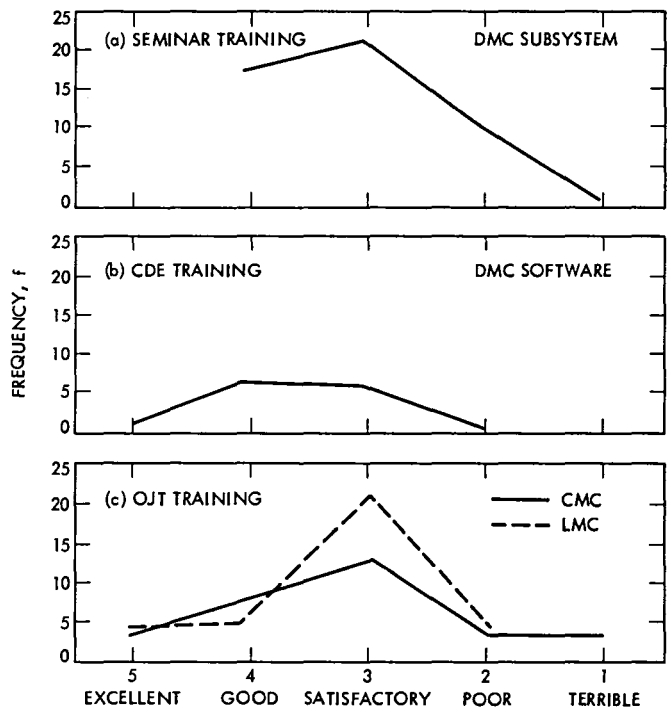 25
(a) SEMINAR TRAINING DMC SUBSYSTEM
20
15
10
5
0
25
(b) CDE TRAINING DMC SOFTWARE
20
15
10
5
0
FREQUENCY, f
25
(c) OJT TRAINING CMC
20
LMC
15
10
5
0
5 4 3 2 1
EXCELLENT GOOD SATISFACTORY POOR TERRIBLE